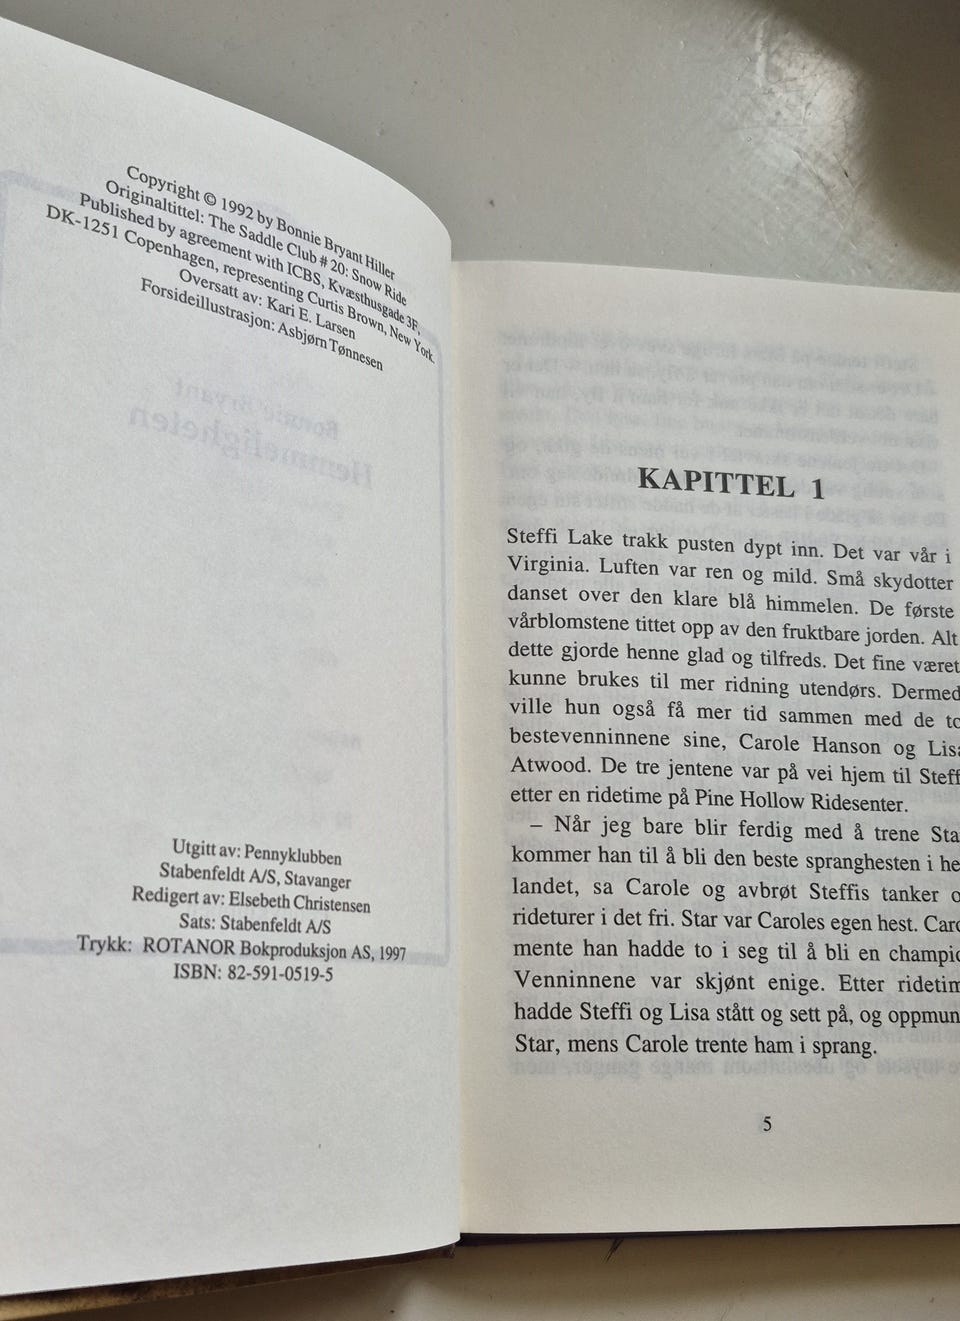 Copyright © 1992 by Bonnie Bryant Hiller
Originaltittel: The Saddle Club # 20: Snow Ride
Published by agreement with ICBS, Kvæsthusgade 3F,
DK-1251 Copenhagen, representing Curtis Brown, New York.
Oversatt av: Kari E. Larsen
Forsideillustrasjon: Asbjørn Tønnesen
Bonnie Bryant
Hemmeligheten
Utgitt av: Pennyklubben
Stabenfeldt A/S, Stavanger
Redigert av: Elsebeth Christensen
Sats: Stabenfeldt A/S
Trykk: ROTANOR Bokproduksjon AS, 1997
ISBN: 82-591-0519-5
KAPITTEL 1
Steffi Lake trakk pusten dypt inn. Det var vår i
Virginia. Luften var ren og mild. Små skydotter
danset over den klare blå himmelen. De første
vårblomstene tittet opp av den fruktbare jorden. Alt
dette gjorde henne glad og tilfreds. Det fine været
kunne brukes til mer ridning utendørs. Dermed
ville hun også få mer tid sammen med de to
bestevenninnene sine, Carole Hanson og Lisa
Atwood. De tre jentene var på vei hjem til Steff
etter en ridetime på Pine Hollow Ridesenter.
– Når jeg bare blir ferdig med å trene Sta
kommer han til å bli den beste spranghesten i he
landet, sa Carole og avbrøt Steffis tanker o
rideturer i det fri. Star var Caroles egen hest. Caro
mente han hadde to i seg til å bli en champio
Venninnene var skjønt enige. Etter ridetim
hadde Steffi og Lisa stått og sett på, og oppmun
Star, mens Carole trente ham i sprang.
5